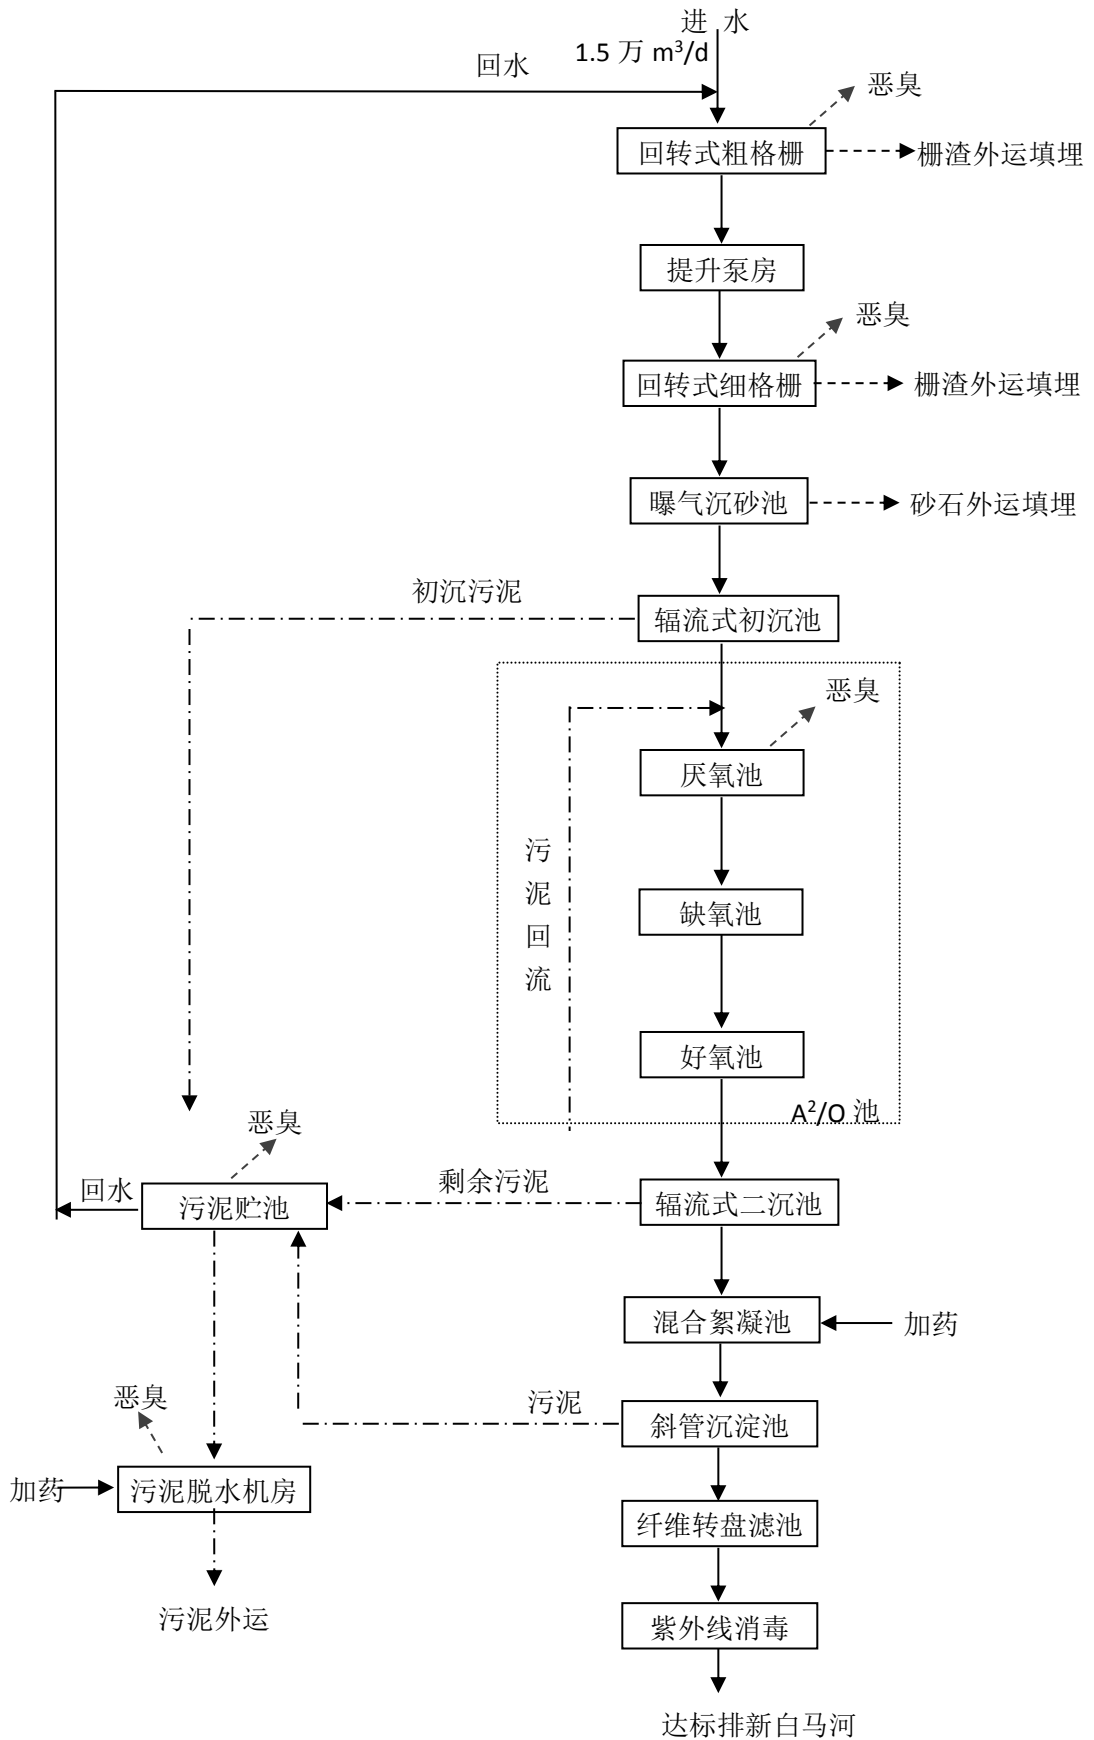 进 水
1.5 万 m³/d
回水
恶臭
回转式粗格栅
栅渣外运填埋
提升泵房
恶臭
回转式细格栅
栅渣外运填埋
曝气沉砂池
砂石外运填埋
初沉污泥
辐流式初沉池
恶臭
厌氧池
污泥回流
缺氧池
好氧池
A²/O 池
恶臭
回水
污泥贮池
剩余污泥
辐流式二沉池
混合絮凝池
加药
恶臭
污泥
斜管沉淀池
加药
污泥脱水机房
纤维转盘滤池
污泥外运
紫外线消毒
达标排新白马河